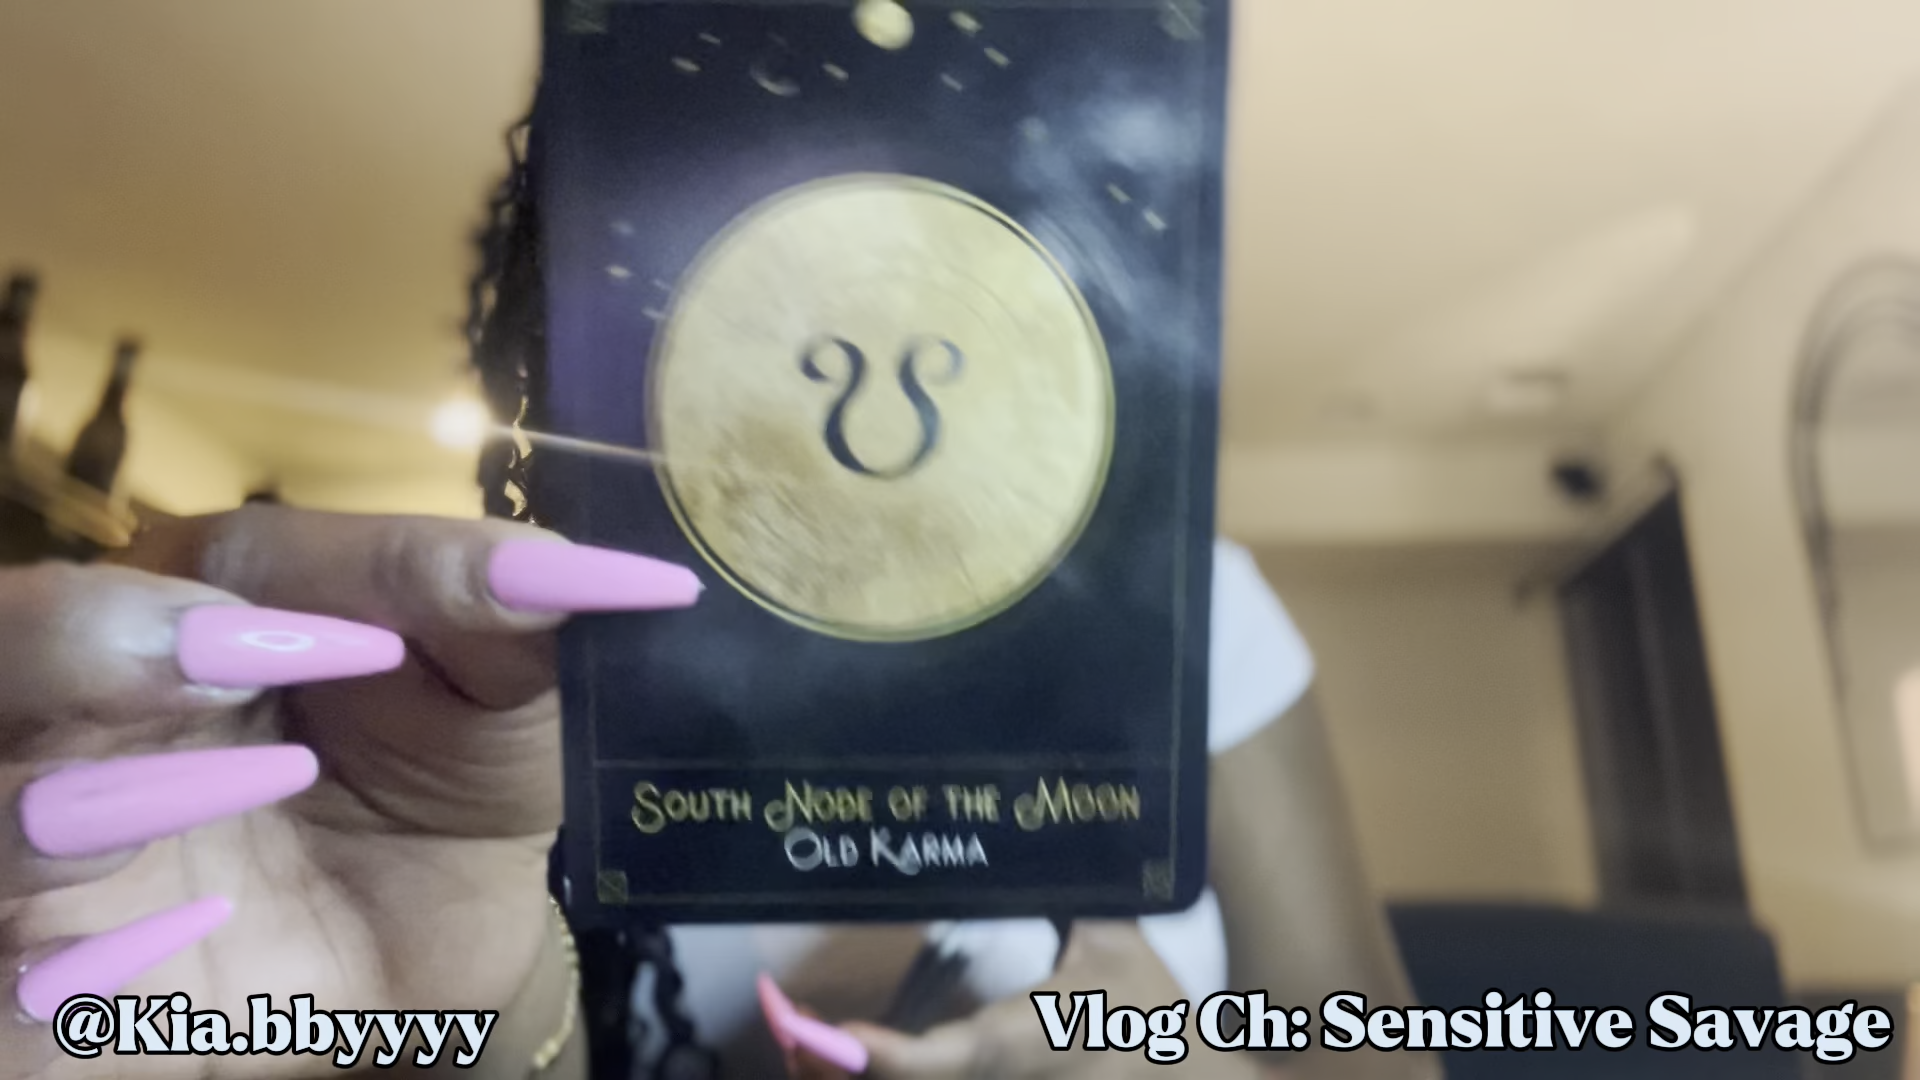 South Node of the Moon
Old Karma
@Kia.bbyyyy
Vlog Ch: Sensitive Savage